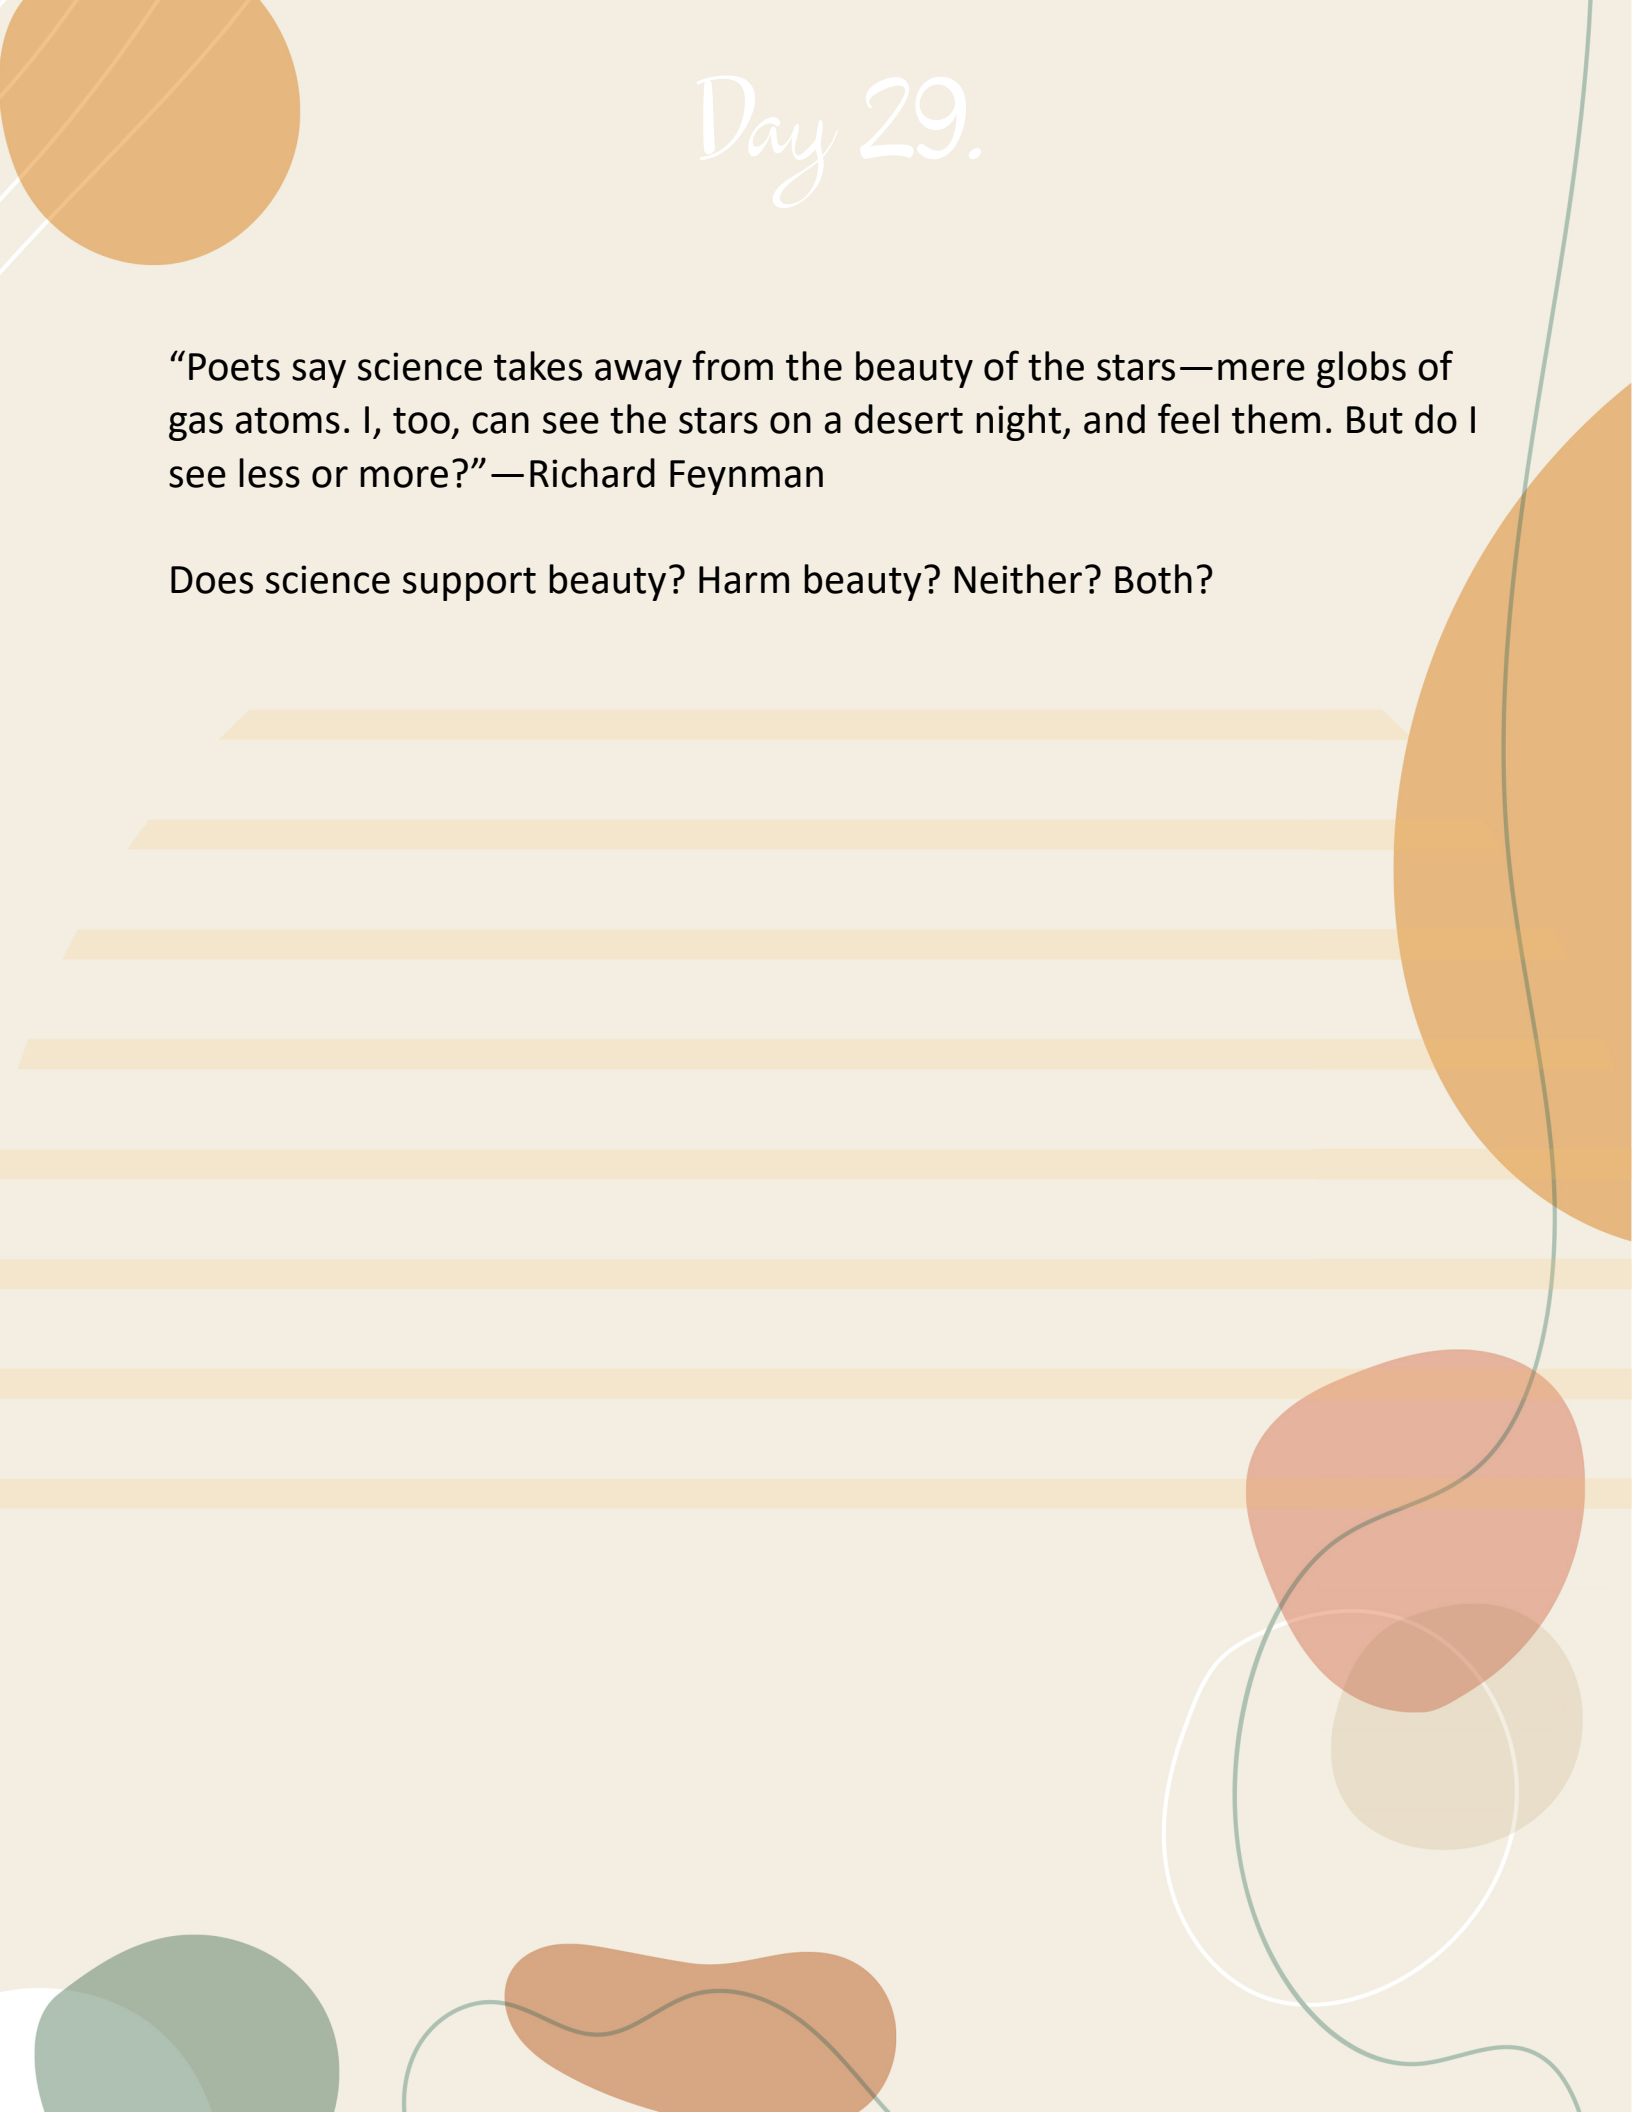 Day 29.
“Poets say science takes away from the beauty of the stars—mere globs of
gas atoms. I, too, can see the stars on a desert night, and feel them. But do I
see less or more?”—Richard Feynman
Does science support beauty? Harm beauty? Neither? Both?